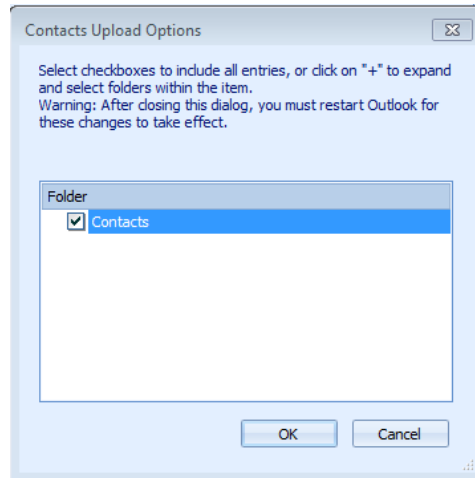 Contacts Upload Options
Select checkboxes to include all entries, or click on "+" to expand
and select folders within the item.
Warning: After closing this dialog, you must restart Outlook for
these changes to take effect.
Folder
Contacts
OK Cancel